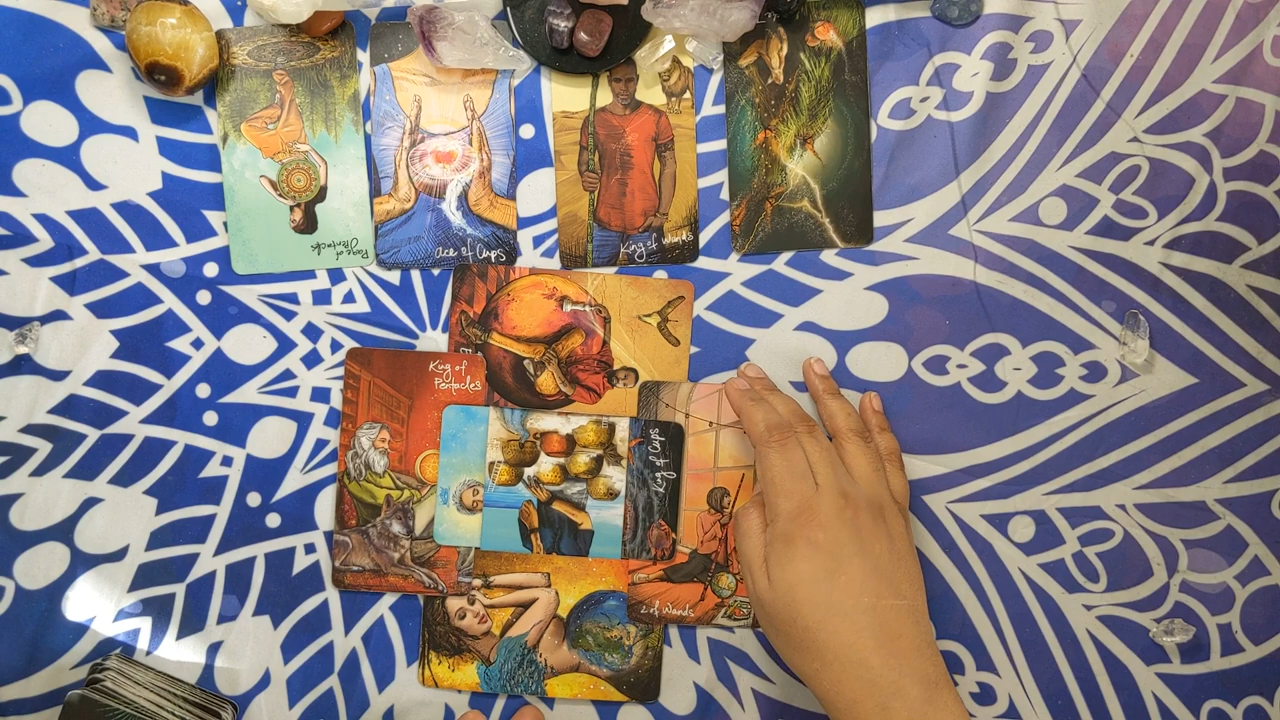 Page of
Pentacles
ace of Cups
King of Wands
King of
Pentacles
King of Cups
2 of Wands